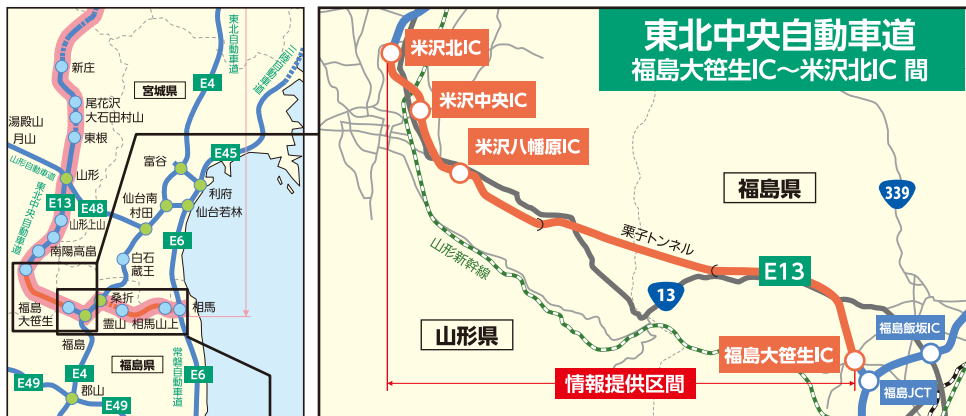 新庄
尾花沢
大石田村山
湯殿山
月山
東根
山形自動車道
山形
東北中央自動車道
E13
E48
山形上山
南陽高畠
福島
大笹生
宮城県
東北自動車道
E4
三陸自動車道
富谷
E45
利府
仙台南
仙台若林
村田
E6
白石
蔵王
桑折
霊山
相馬山上
相馬
福島
福島県
E4
常磐自動車道
E6
E49
郡山
E49
東北中央自動車道
福島大笹生IC～米沢北IC 間
米沢北IC
米沢中央IC
米沢八幡原IC
福島県
339
栗子トンネル
山形新幹線
E13
13
山形県
福島大笹生IC
福島飯坂IC
福島JCT
情報提供区間